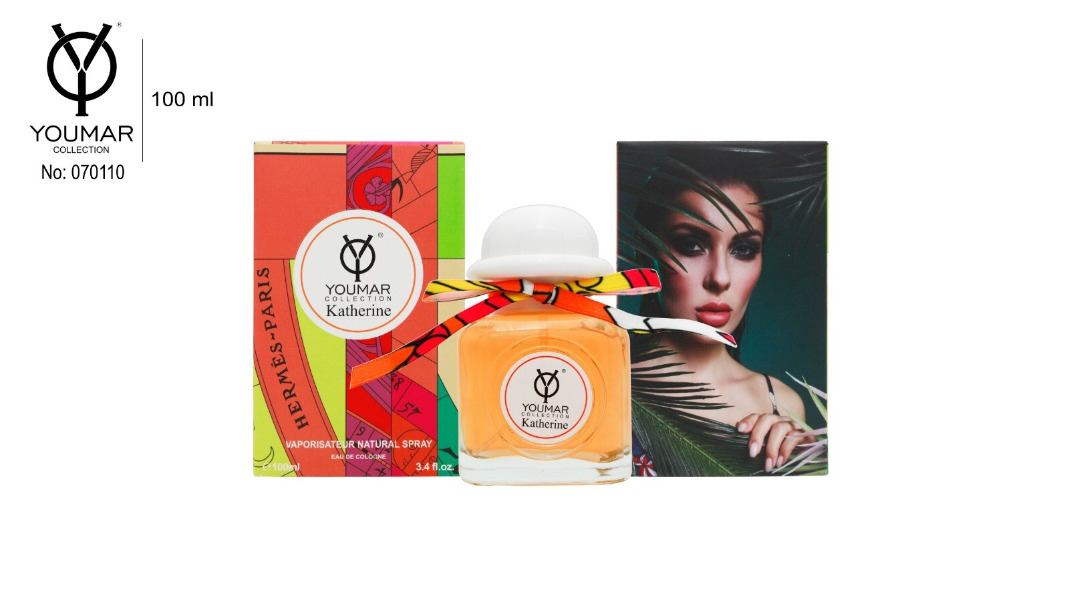 ®
YOUMAR
COLLECTION
No: 070110
100 ml
HERMÈS-PARIS
®
YOUMAR
COLLECTION
Katherine
57
VAPORISATEUR NATURAL SPRAY
EAU DE COLOGNE
100ml
3.4 fl.oz.
®
YOUMAR
COLLECTION
Katherine